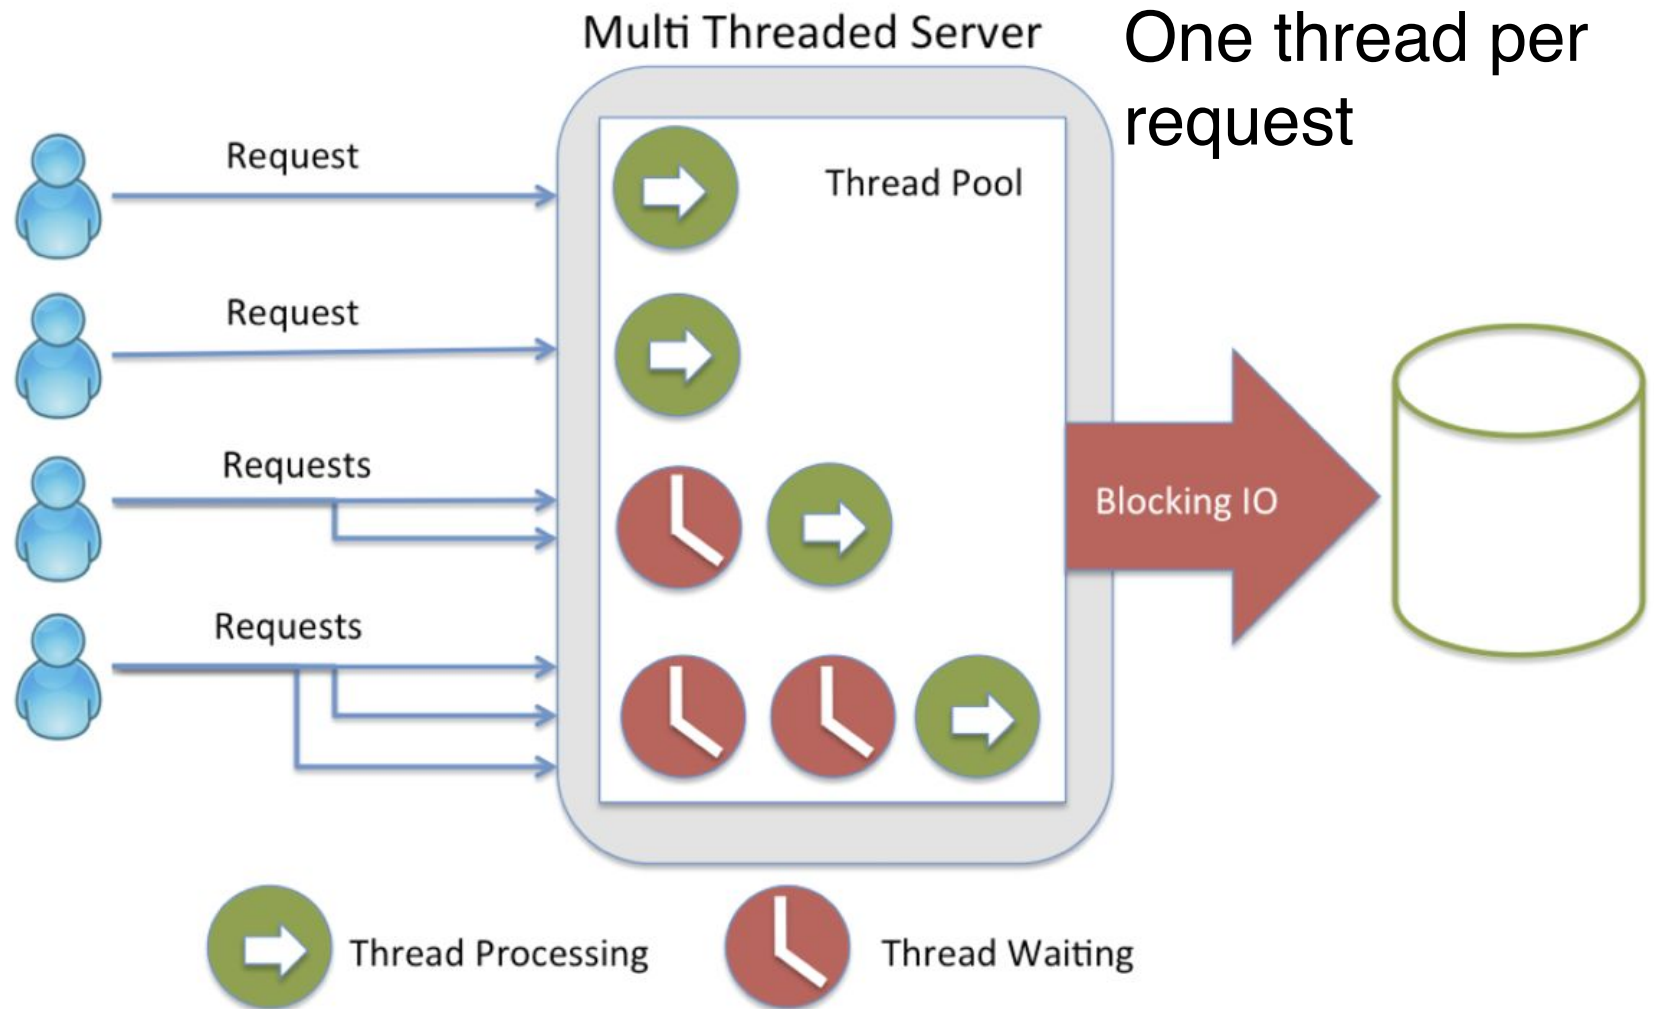 Multi Threaded Server
One thread per
request
Request
Thread Pool
Request
Requests
Blocking IO
Requests
Thread Processing
Thread Waiting